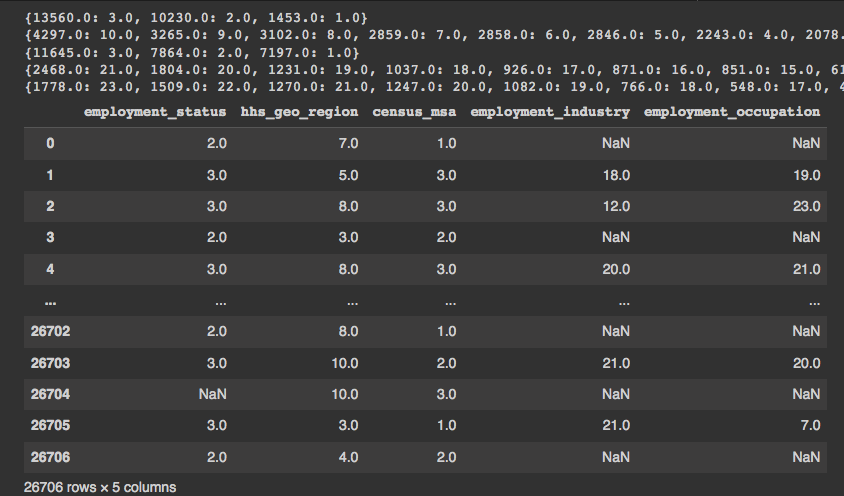 {13560.0: 3.0, 10230.0: 2.0, 1453.0: 1.0}
{4297.0: 10.0, 3265.0: 9.0, 3102.0: 8.0, 2859.0: 7.0, 2858.0: 6.0, 2846.0: 5.0, 2243.0: 4.0, 2078.
{11645.0: 3.0, 7864.0: 2.0, 7197.0: 1.0}
{2468.0: 21.0, 1804.0: 20.0, 1231.0: 19.0, 1037.0: 18.0, 926.0: 17.0, 871.0: 16.0, 851.0: 15.0, 61
{1778.0: 23.0, 1509.0: 22.0, 1270.0: 21.0, 1247.0: 20.0, 1082.0: 19.0, 766.0: 18.0, 548.0: 17.0, 4
employment_status hhs_geo_region census_msa employment_industry employment_occupation
0 2.0 7.0 1.0 NaN NaN
1 3.0 5.0 3.0 18.0 19.0
2 3.0 8.0 3.0 12.0 23.0
3 2.0 3.0 2.0 NaN NaN
4 3.0 8.0 3.0 20.0 21.0
... ... ... ... ... ...
26702 2.0 8.0 1.0 NaN NaN
26703 3.0 10.0 2.0 21.0 20.0
26704 NaN 10.0 3.0 NaN NaN
26705 3.0 3.0 1.0 21.0 7.0
26706 2.0 4.0 2.0 NaN NaN
26706 rows × 5 columns